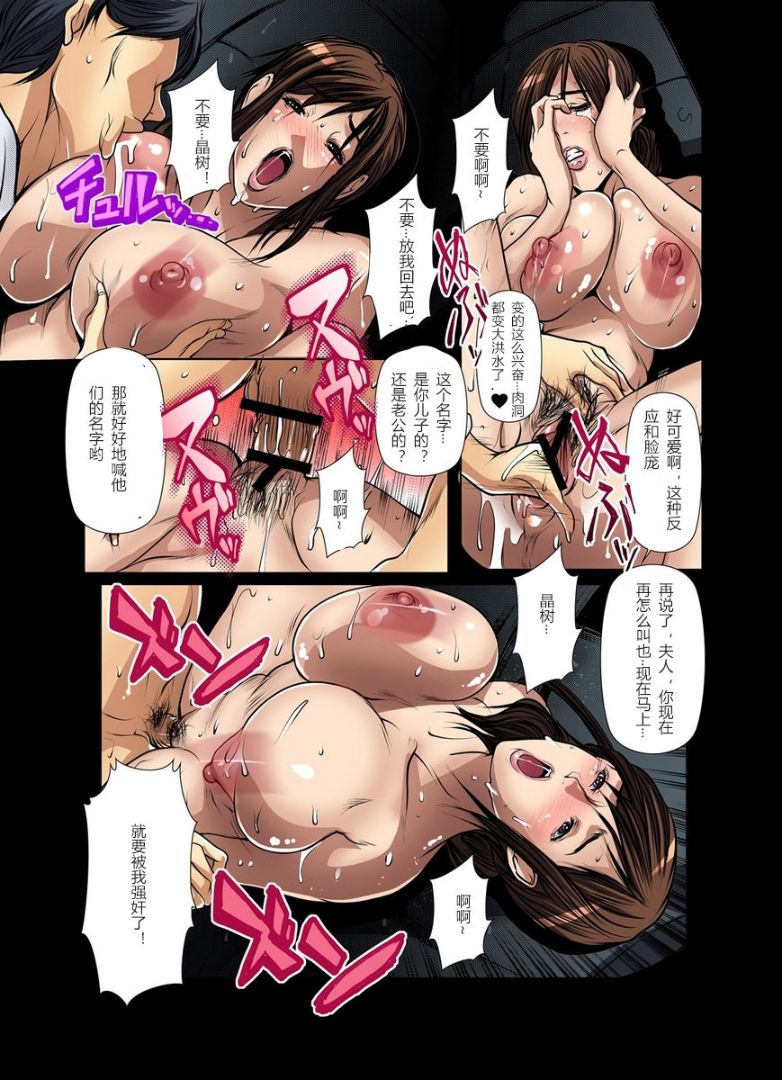 不要啊啊~
变的这么兴奋…肉洞
都变大洪水了…♥
ぬぷっ
好可爱啊，这种反
应和脸庞
ぬぶっ
不要…晶树！
チュルッ…
不要…放我回去吧…
ヌヴッ
这个名字…
是你儿子的？
还是老公的？
啊啊~
ヌヴッ
那就好好地喊他
们的名字哟
再说了，夫人，你现在
再怎么叫也…现在马上…
晶树…
ズンッ
啊啊~
ズンッ
就要被我强奸了！